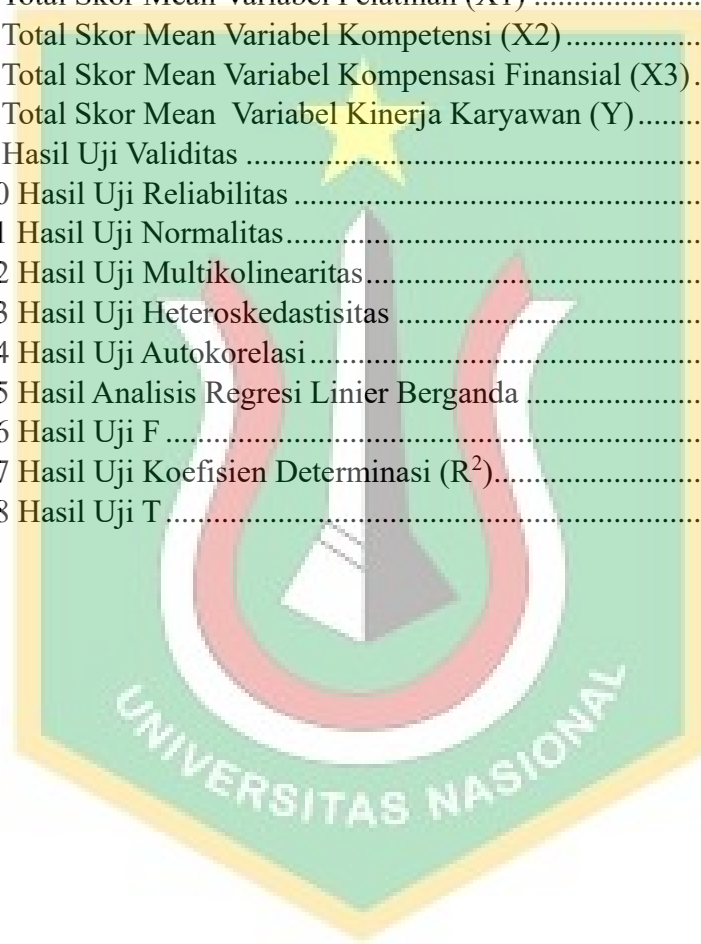 Total Skor Mean Variabel Pelatihan (X1) ....................
Total Skor Mean Variabel Kompetensi (X2) .................
Total Skor Mean Variabel Kompensasi Finansial (X3) .
Total Skor Mean Variabel Kinerja Karyawan (Y) ........
Hasil Uji Validitas .........................................................
0 Hasil Uji Reliabilitas ...................................................
1 Hasil Uji Normalitas....................................................
2 Hasil Uji Multikolinearitas..........................................
3 Hasil Uji Heteroskedastisitas ......................................
4 Hasil Uji Autokorelasi .................................................
5 Hasil Analisis Regresi Linier Berganda ......................
6 Hasil Uji F ...................................................................
7 Hasil Uji Koefisien Determinasi (R²)..........................
8 Hasil Uji T ...................................................................
UNIVERSITAS NASIONAL